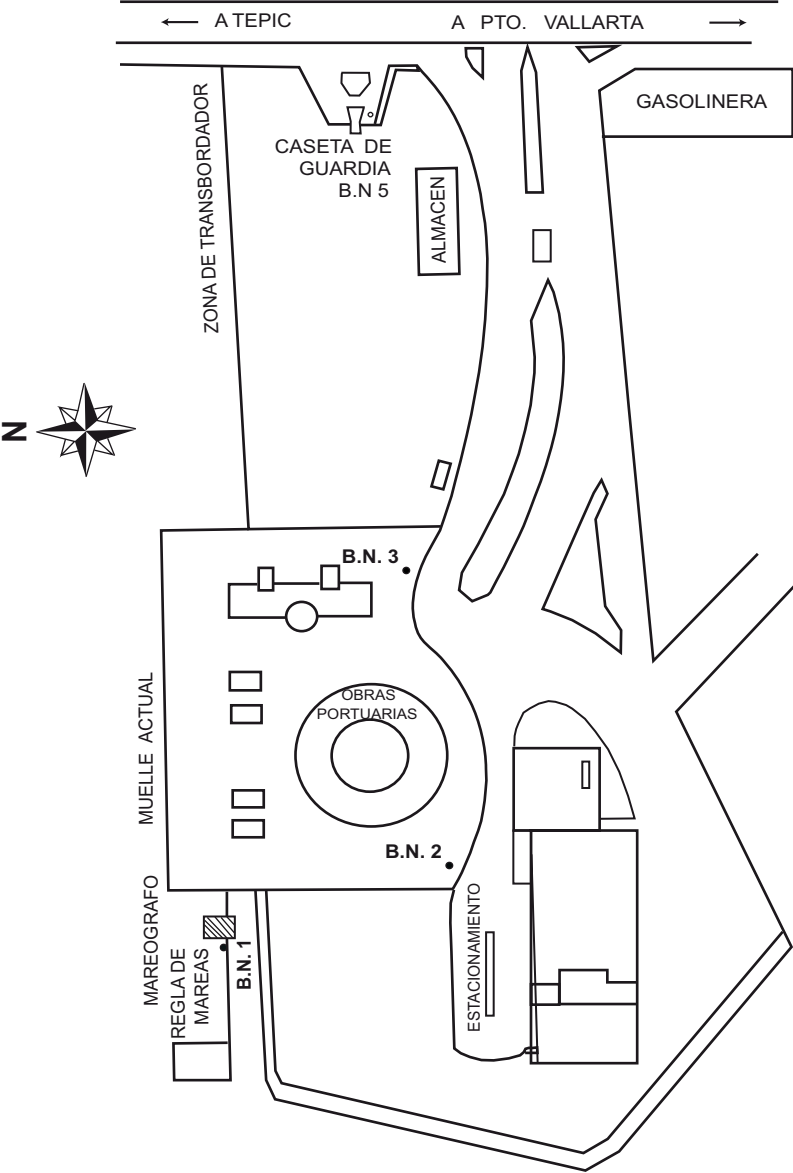 A TEPIC
A PTO. VALLARTA
GASOLINERA
ZONA DE TRANSBORDADOR
CASETA DE
GUARDIA
B.N 5
ALMACEN
N
B.N. 3
MUELLE ACTUAL
OBRAS
PORTUARIAS
B.N. 2
MAREOGRAFO
REGLA DE
MAREAS
B.N. 1
ESTACIONAMIENTO